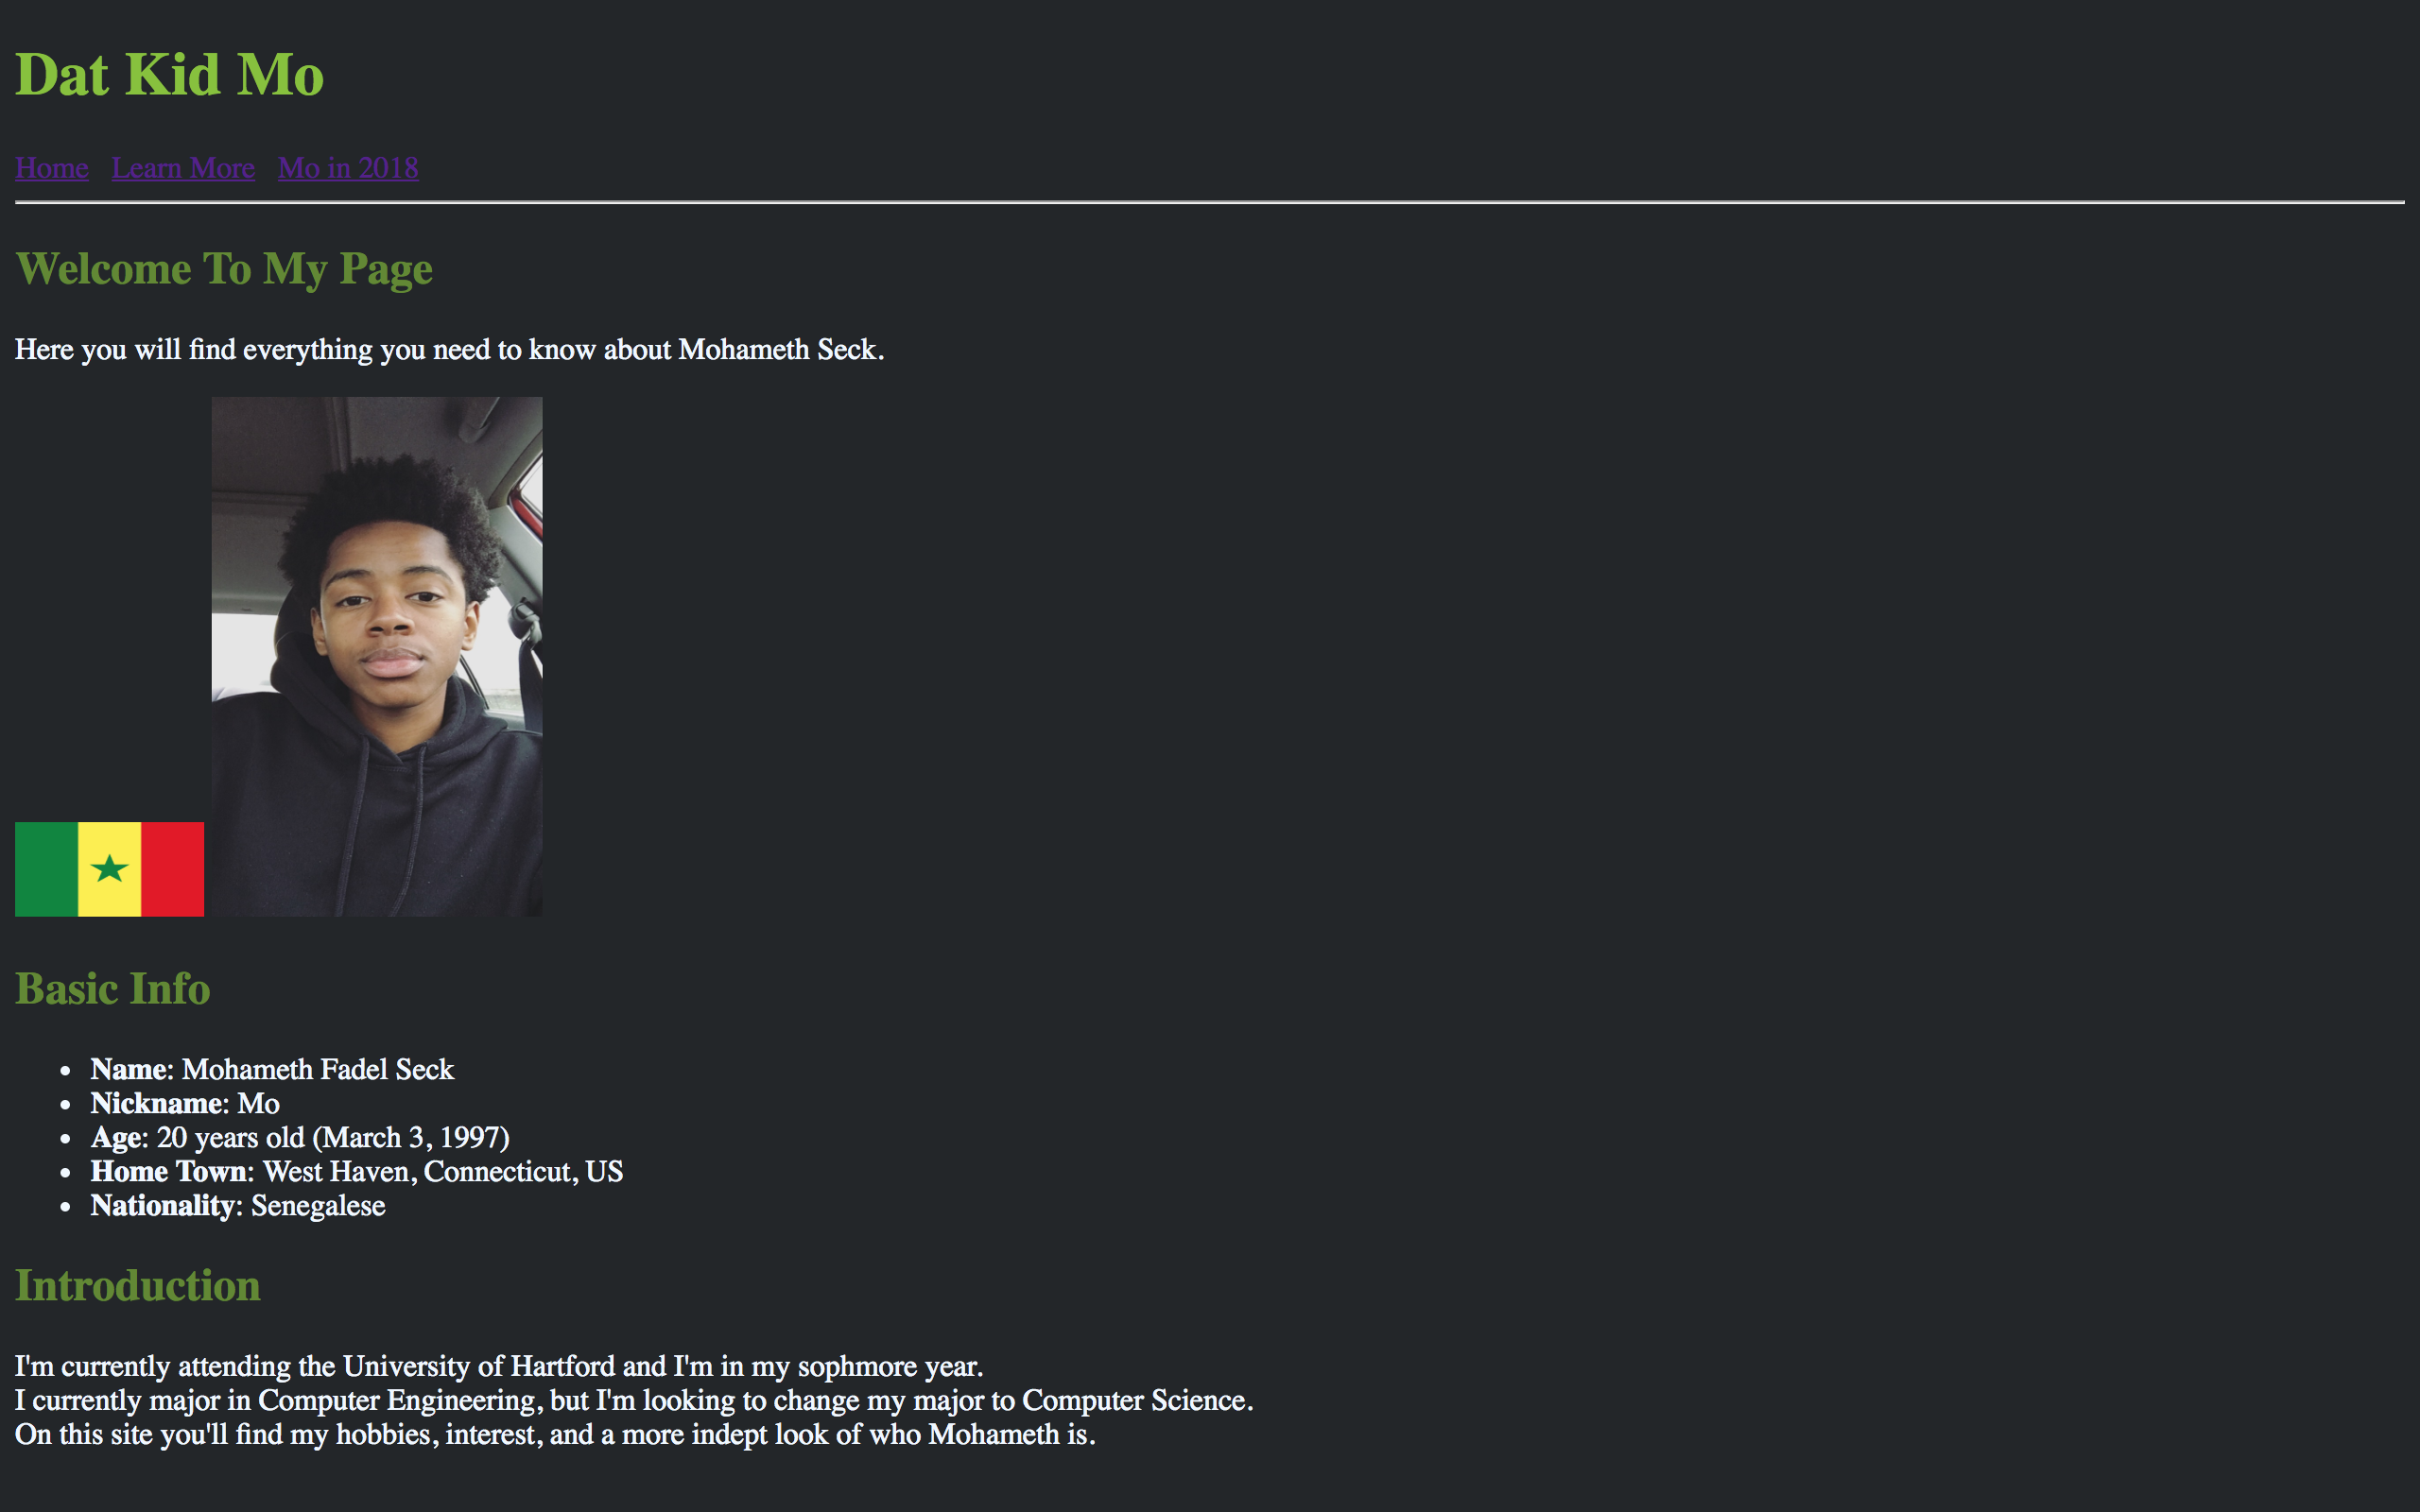 Dat Kid Mo
Home Learn More Mo in 2018
Welcome To My Page
Here you will find everything you need to know about Mohameth Seck.
Basic Info
Name: Mohameth Fadel Seck
Nickname: Mo
Age: 20 years old (March 3, 1997)
Home Town: West Haven, Connecticut, US
Nationality: Senegalese
Introduction
I'm currently attending the University of Hartford and I'm in my sophmore year.
I currently major in Computer Engineering, but I'm looking to change my major to Computer Science.
On this site you'll find my hobbies, interest, and a more indept look of who Mohameth is.